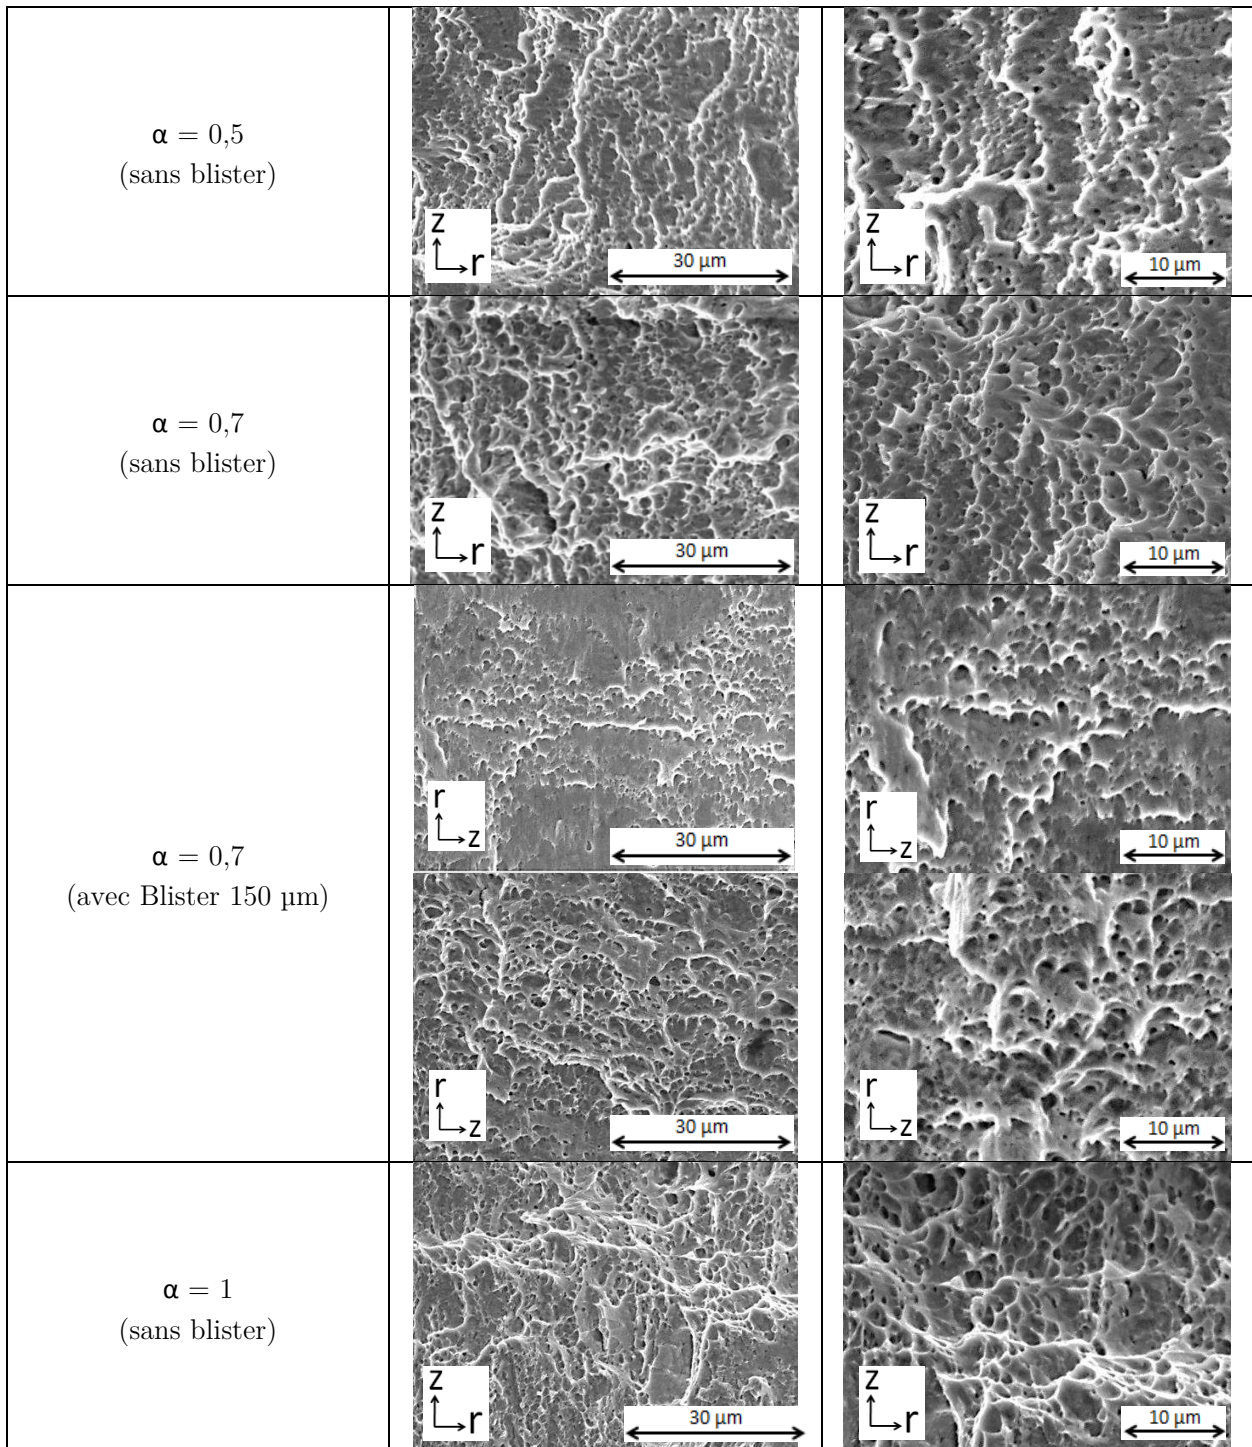 α = 0,5
(sans blister)
z
r
30 µm
z
r
10 µm
α = 0,7
(sans blister)
z
r
30 µm
z
r
10 µm
α = 0,7
(avec Blister 150 µm)
r
z
30 µm
r
z
10 µm
r
z
30 µm
r
z
10 µm
α = 1
(sans blister)
z
r
30 µm
z
r
10 µm